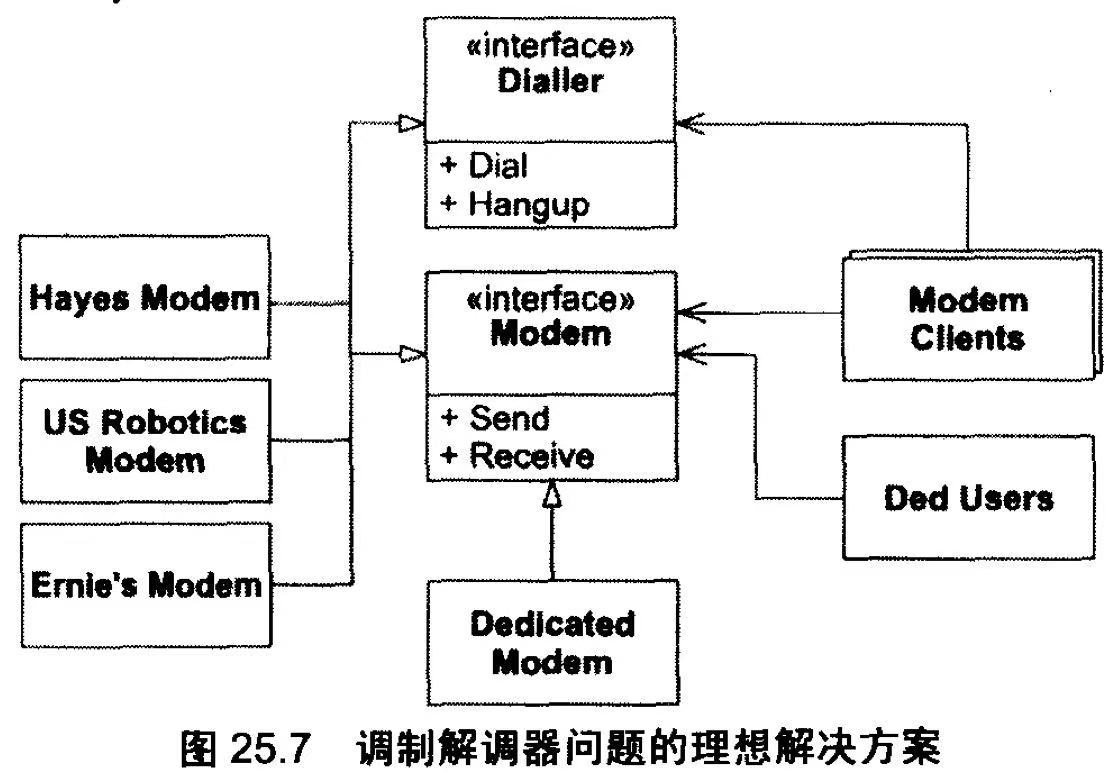 «interface»
Dialler
+ Dial
+ Hangup
Hayes Modem
«interface»
Modem
+ Send
+ Receive
Modem
Clients
US Robotics
Modem
Ded Users
Ernie's Modem
Dedicated
Modem
图 25.7 调制解调器问题的理想解决方案